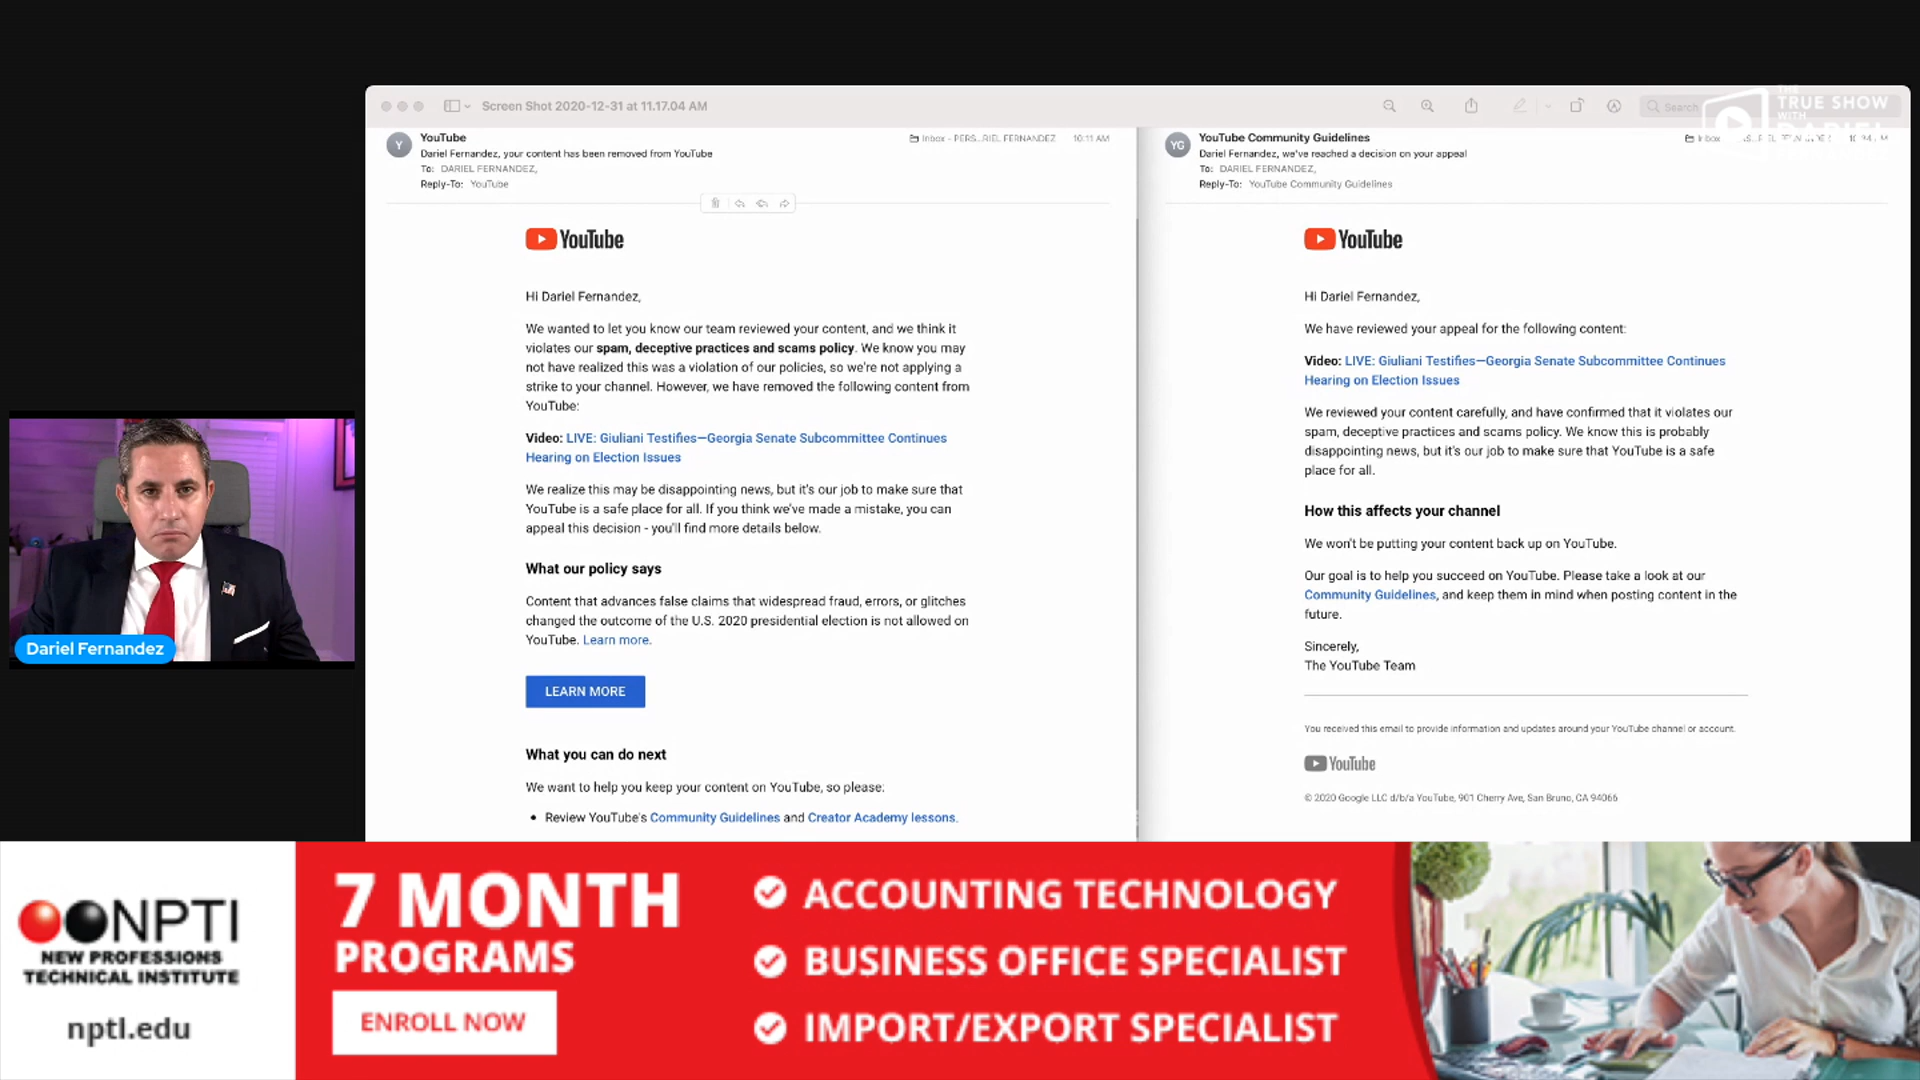 Screen Shot 2020-12-31 at 11.17.04 AM
Search
THE
TRUE SHOW
WITH
YouTube
Dariel Fernandez, your content has been removed from YouTube
To: DARIEL FERNANDEZ,
Reply-To: YouTube
Inbox - PERS...RIEL FERNANDEZ
10:11 AM
YouTube
Hi Dariel Fernandez,
We wanted to let you know our team reviewed your content, and we think it
violates our spam, deceptive practices and scams policy. We know you may
not have realized this was a violation of our policies, so we're not applying a
strike to your channel. However, we have removed the following content from
YouTube:
Video: LIVE: Giuliani Testifies—Georgia Senate Subcommittee Continues
Hearing on Election Issues
We realize this may be disappointing news, but it's our job to make sure that
YouTube is a safe place for all. If you think we've made a mistake, you can
appeal this decision - you'll find more details below.
What our policy says
Content that advances false claims that widespread fraud, errors, or glitches
changed the outcome of the U.S. 2020 presidential election is not allowed on
YouTube. Learn more.
LEARN MORE
What you can do next
We want to help you keep your content on YouTube, so please:
• Review YouTube's Community Guidelines and Creator Academy lessons.
YG
YouTube Community Guidelines
Dariel Fernandez, we've reached a decision on your appeal
To: DARIEL FERNANDEZ,
Reply-To: YouTube Community Guidelines
Inbox
YouTube
Hi Dariel Fernandez,
We have reviewed your appeal for the following content:
Video: LIVE: Giuliani Testifies—Georgia Senate Subcommittee Continues
Hearing on Election Issues
We reviewed your content carefully, and have confirmed that it violates our
spam, deceptive practices and scams policy. We know this is probably
disappointing news, but it's our job to make sure that YouTube is a safe
place for all.
How this affects your channel
We won't be putting your content back up on YouTube.
Our goal is to help you succeed on YouTube. Please take a look at our
Community Guidelines, and keep them in mind when posting content in the
future.
Sincerely,
The YouTube Team
You received this email to provide information and updates around your YouTube channel or account.
YouTube
© 2020 Google LLC d/b/a YouTube, 901 Cherry Ave, San Bruno, CA 94066
Dariel Fernandez
NPTI
NEW PROFESSIONS
TECHNICAL INSTITUTE
npti.edu
7 MONTH
PROGRAMS
ENROLL NOW
ACCOUNTING TECHNOLOGY
BUSINESS OFFICE SPECIALIST
IMPORT/EXPORT SPECIALIST